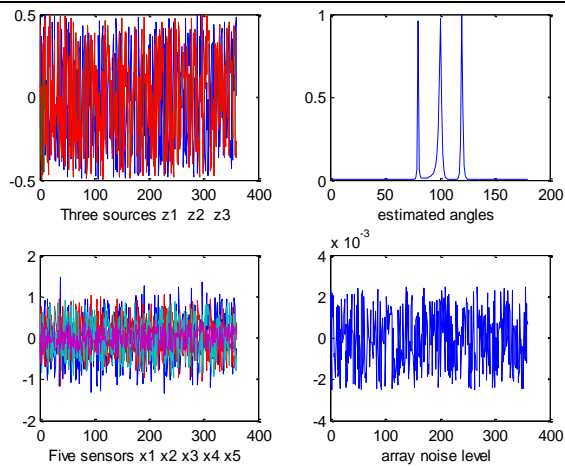 0.5
0
-0.5
0 100 200 300 400
Three sources z1 z2 z3
1
0.5
0
0 50 100 150 200
estimated angles
2
1
0
-1
-2
0 100 200 300 400
Five sensors x1 x2 x3 x4 x5
x 10-3
4
2
0
-2
-4
0 100 200 300 400
array noise level